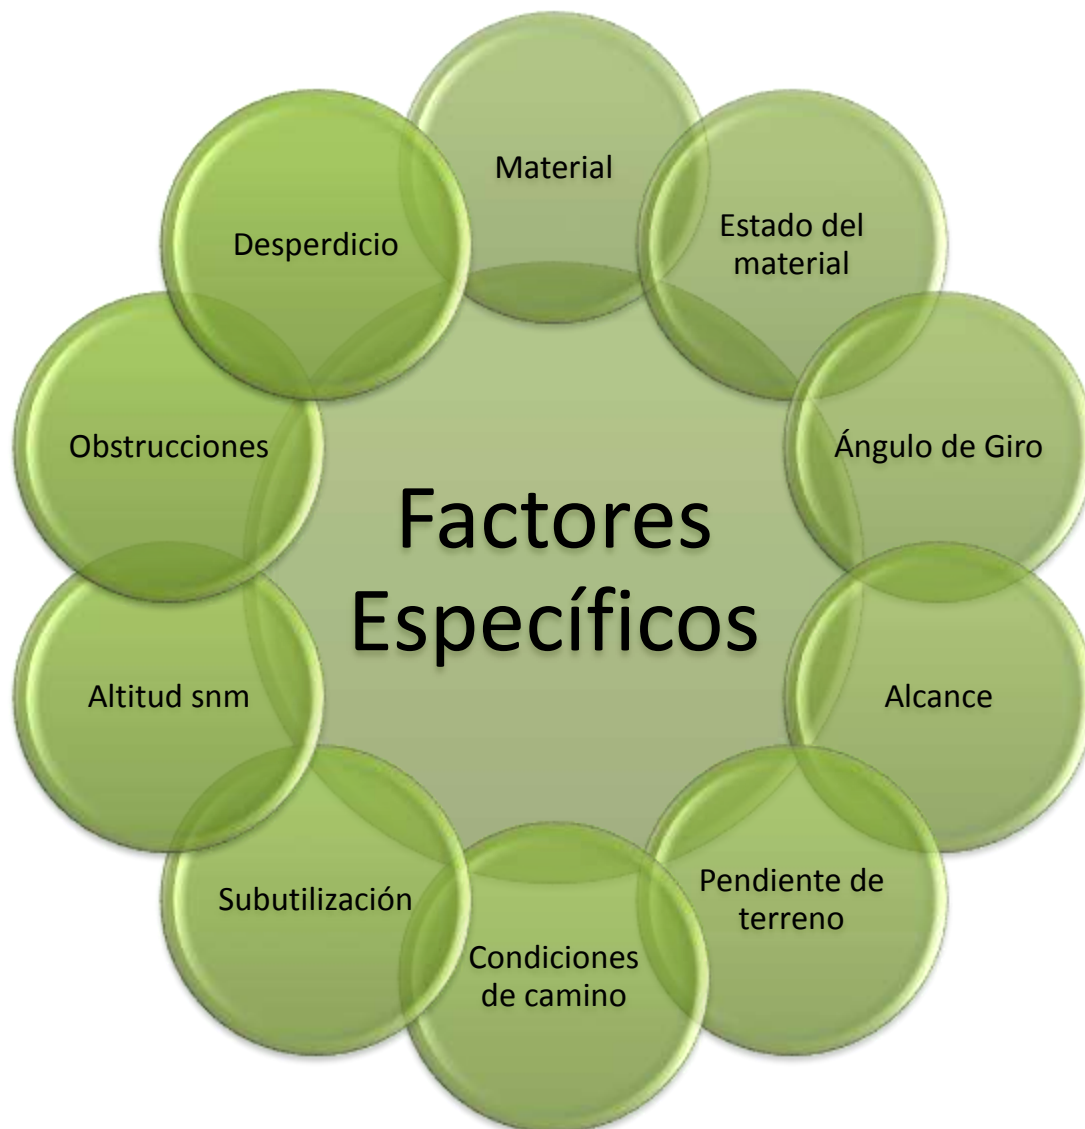 Factores
Específicos
Material
Estado del
material
Ángulo de Giro
Alcance
Pendiente de
terreno
Condiciones
de camino
Subutilización
Altitud snm
Obstrucciones
Desperdicio